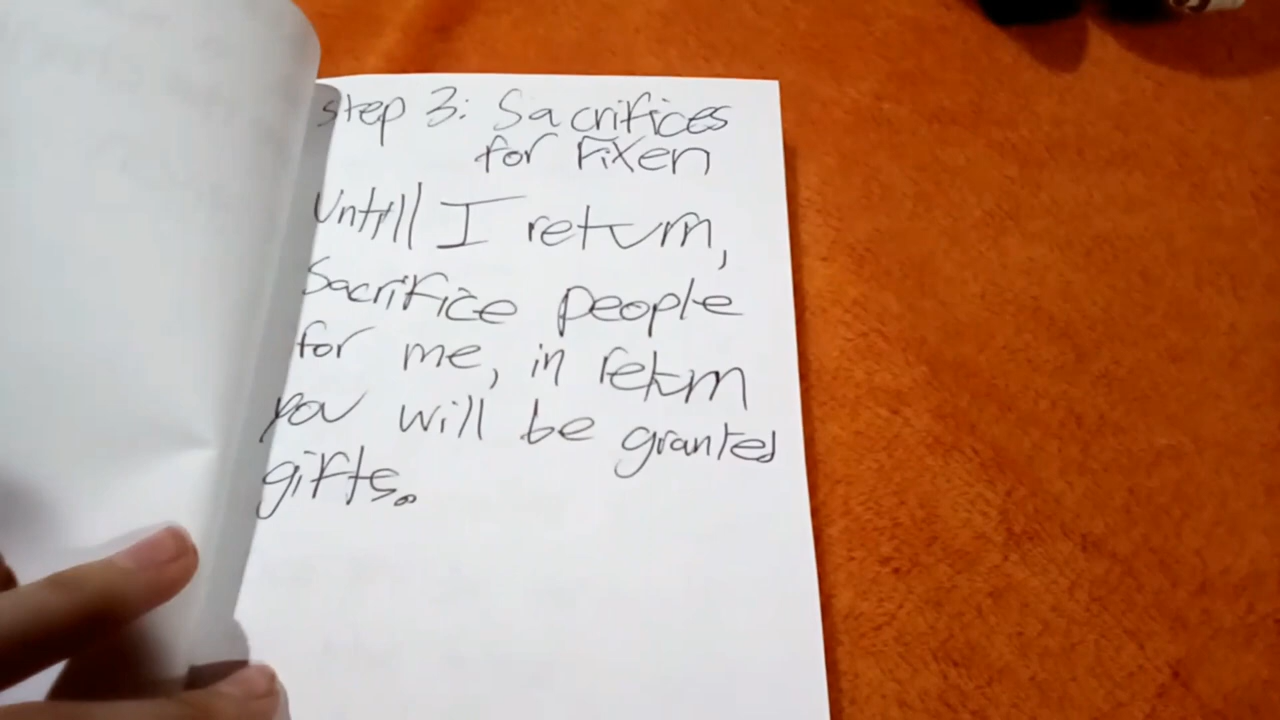 step 3: Sacrifices
for Fixen
Untill I return,
Sacrifice people
for me, in return
you will be granted
gifts.